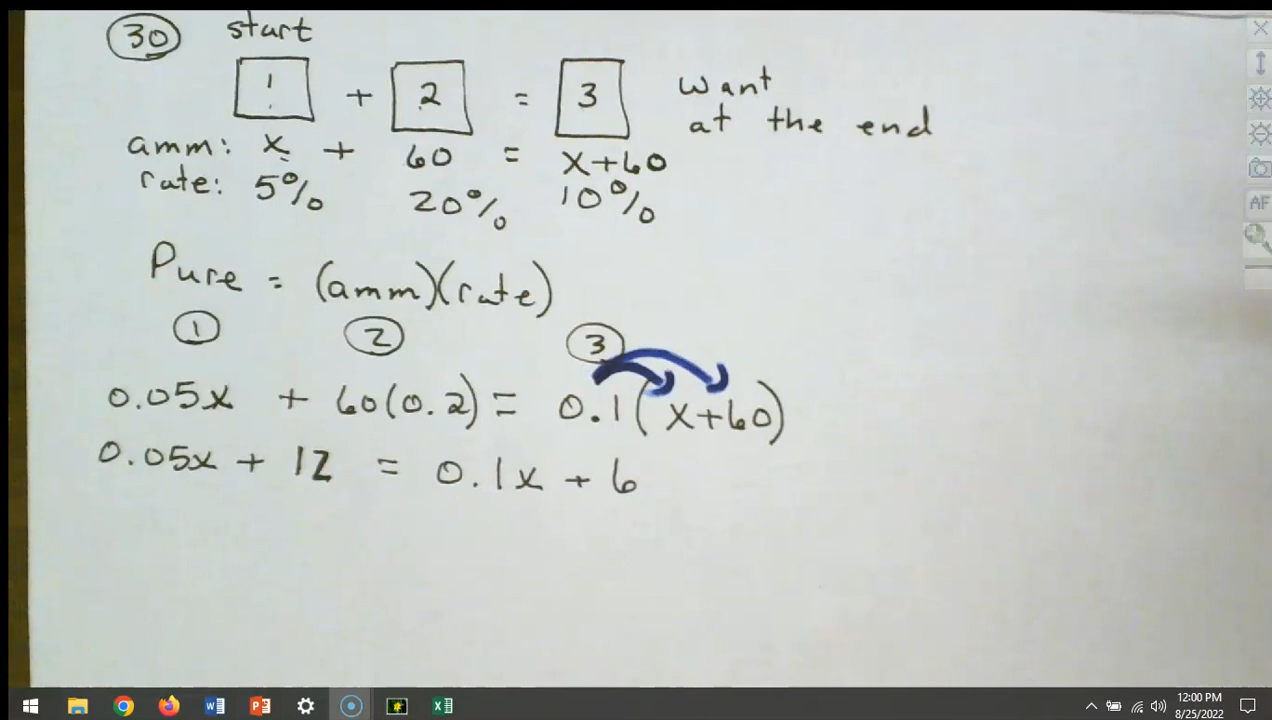 30 start
1 + 2 = 3 want
at the end
amm: x + 60 = x+60
rate: 5% 20% 10%
Pure = (amm)(rate)
1 2 3
0.05x + 60(0.2) = 0.1(x+60)
0.05x + 12 = 0.1x + 6
AF
12:00 PM
8/25/2022